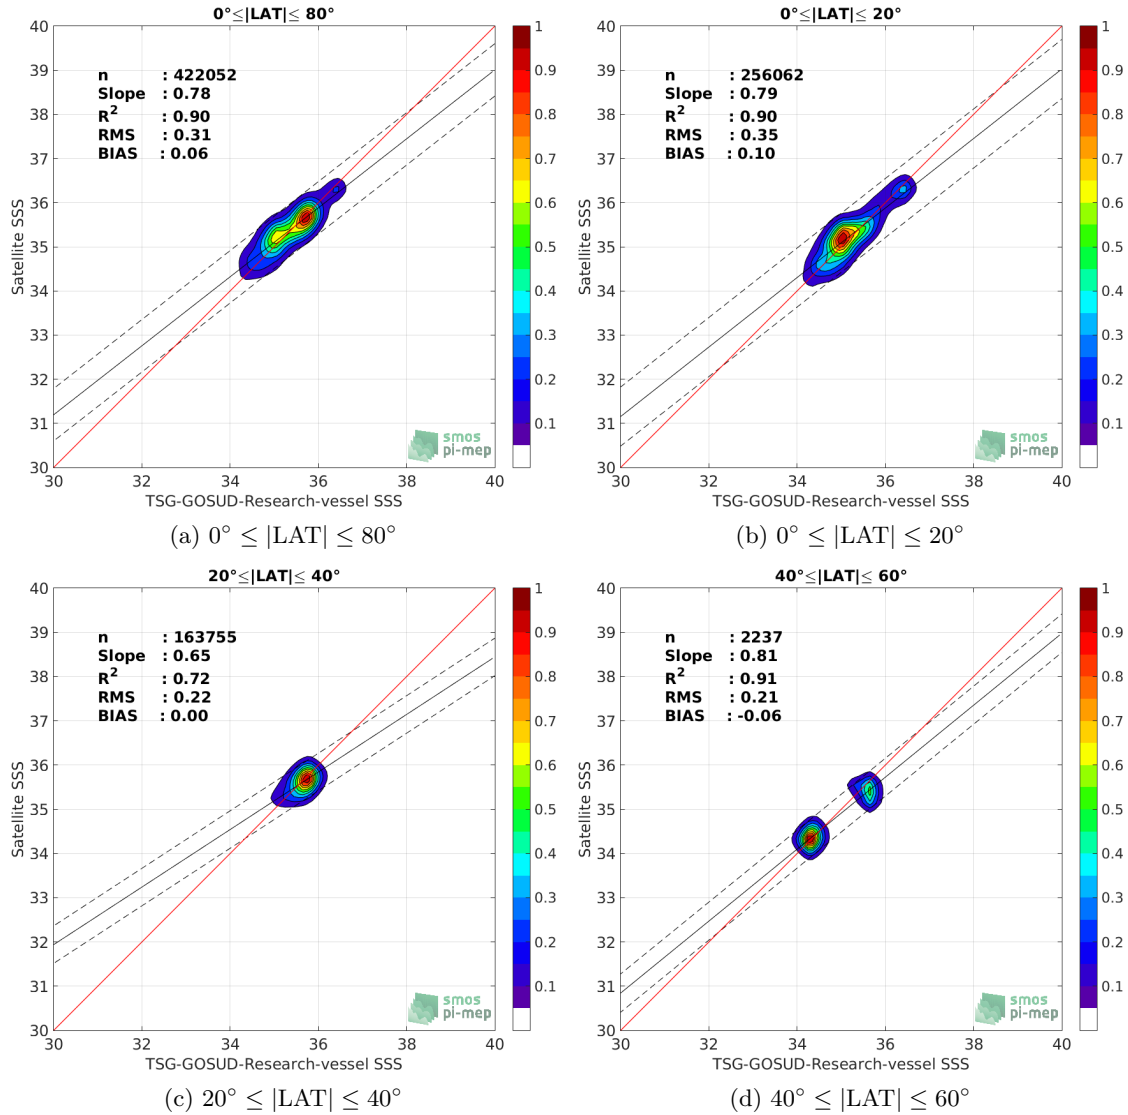 0°≤|LAT|≤ 80°
n : 422052
Slope : 0.78
R² : 0.90
RMS : 0.31
BIAS : 0.06
40
39
38
37
36
35
34
33
32
31
30
Satellite SSS
30 32 34 36 38 40
TSG-GOSUD-Research-vessel SSS
1
0.9
0.8
0.7
0.6
0.5
0.4
0.3
0.2
0.1
smos
pi-mep
(a) 0° ≤ |LAT| ≤ 80°
0°≤|LAT|≤ 20°
n : 256062
Slope : 0.79
R² : 0.90
RMS : 0.35
BIAS : 0.10
40
39
38
37
36
35
34
33
32
31
30
Satellite SSS
30 32 34 36 38 40
TSG-GOSUD-Research-vessel SSS
1
0.9
0.8
0.7
0.6
0.5
0.4
0.3
0.2
0.1
smos
pi-mep
(b) 0° ≤ |LAT| ≤ 20°
20°≤|LAT|≤ 40°
n : 163755
Slope : 0.65
R² : 0.72
RMS : 0.22
BIAS : 0.00
40
39
38
37
36
35
34
33
32
31
30
Satellite SSS
30 32 34 36 38 40
TSG-GOSUD-Research-vessel SSS
1
0.9
0.8
0.7
0.6
0.5
0.4
0.3
0.2
0.1
smos
pi-mep
(c) 20° ≤ |LAT| ≤ 40°
40°≤|LAT|≤ 60°
n : 2237
Slope : 0.81
R² : 0.91
RMS : 0.21
BIAS : -0.06
40
39
38
37
36
35
34
33
32
31
30
Satellite SSS
30 32 34 36 38 40
TSG-GOSUD-Research-vessel SSS
1
0.9
0.8
0.7
0.6
0.5
0.4
0.3
0.2
0.1
smos
pi-mep
(d) 40° ≤ |LAT| ≤ 60°